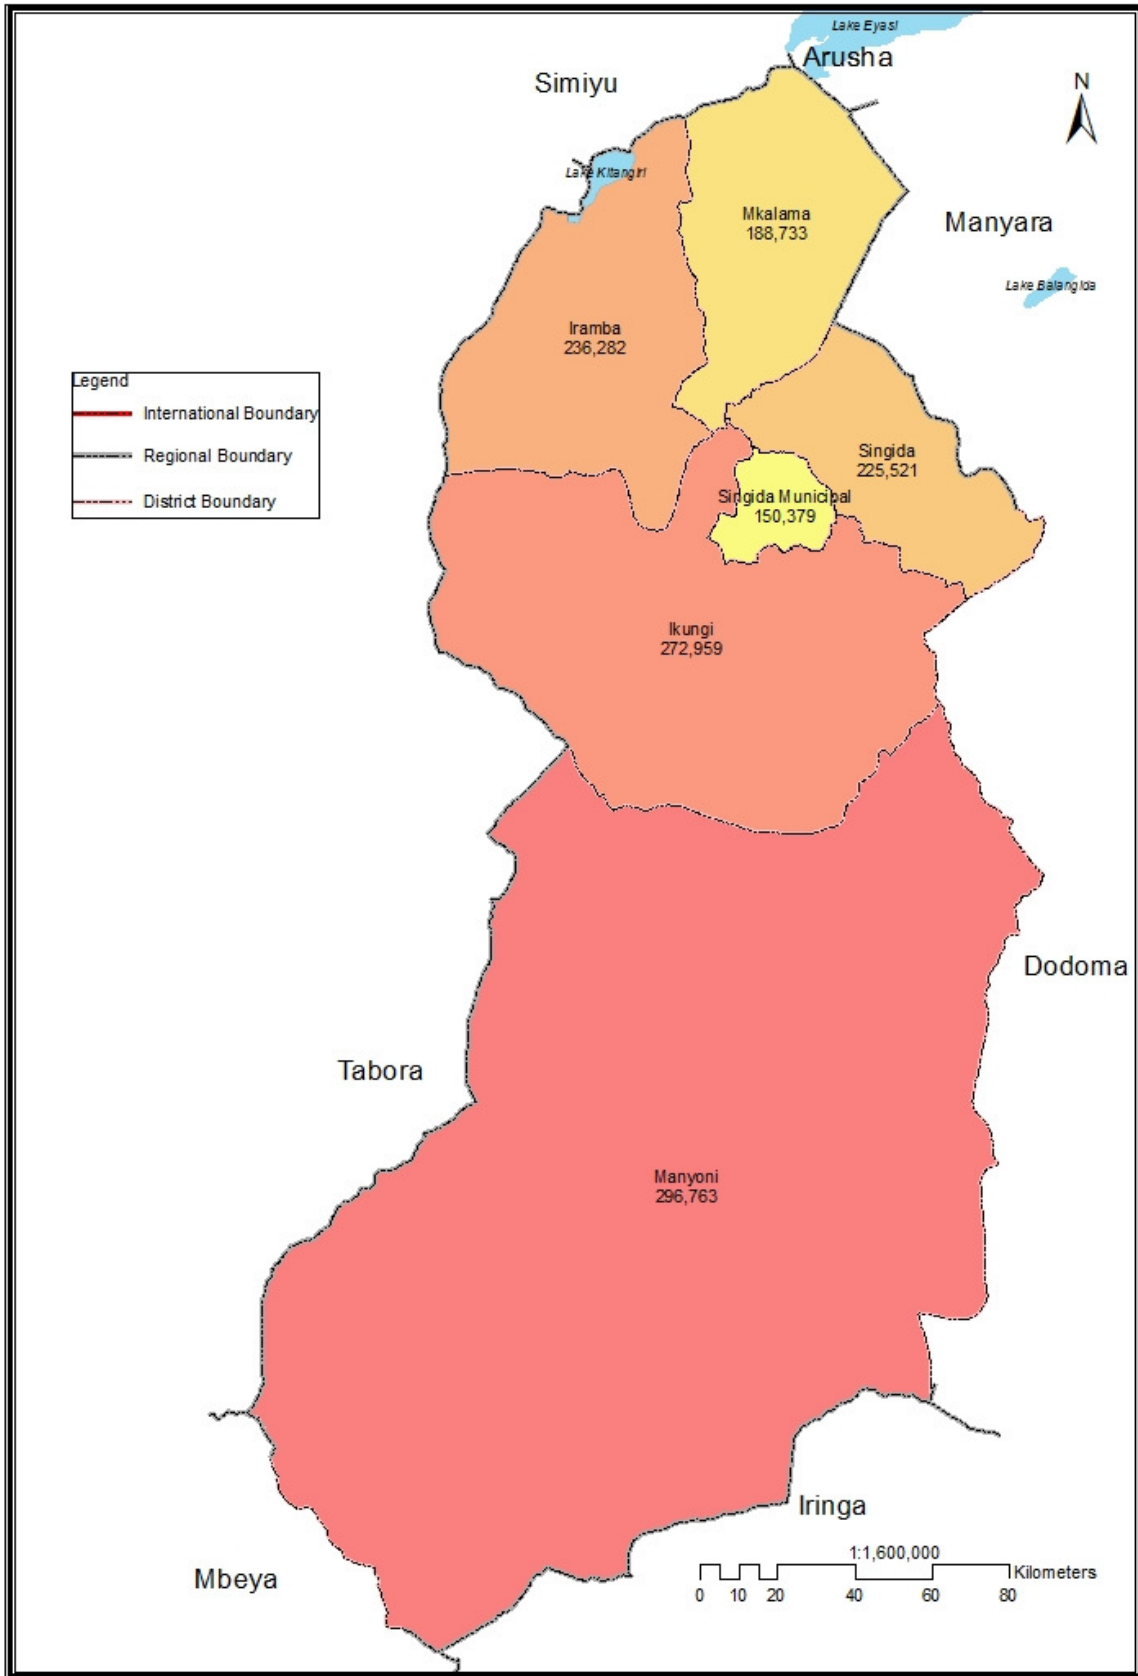 Lake Eyasi
Arusha
Simiyu
N
Lake Kitangiri
Mkalama
188,733
Manyara
Lake Balangida
Iramba
236,282
Legend
International Boundary
Regional Boundary
District Boundary
Singida
225,521
Singida Municipal
150,379
Ikungi
272,959
Dodoma
Tabora
Manyoni
296,763
Iringa
Mbeya
1:1,600,000
Kilometers
0 10 20 40 60 80